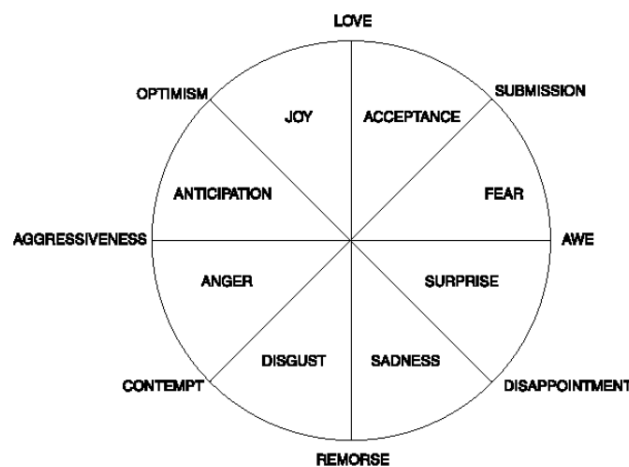 LOVE
OPTIMISM
SUBMISSION
JOY
ACCEPTANCE
ANTICIPATION
FEAR
AGGRESSIVENESS
AWE
ANGER
SURPRISE
DISGUST
SADNESS
CONTEMPT
DISAPPOINTMENT
REMORSE